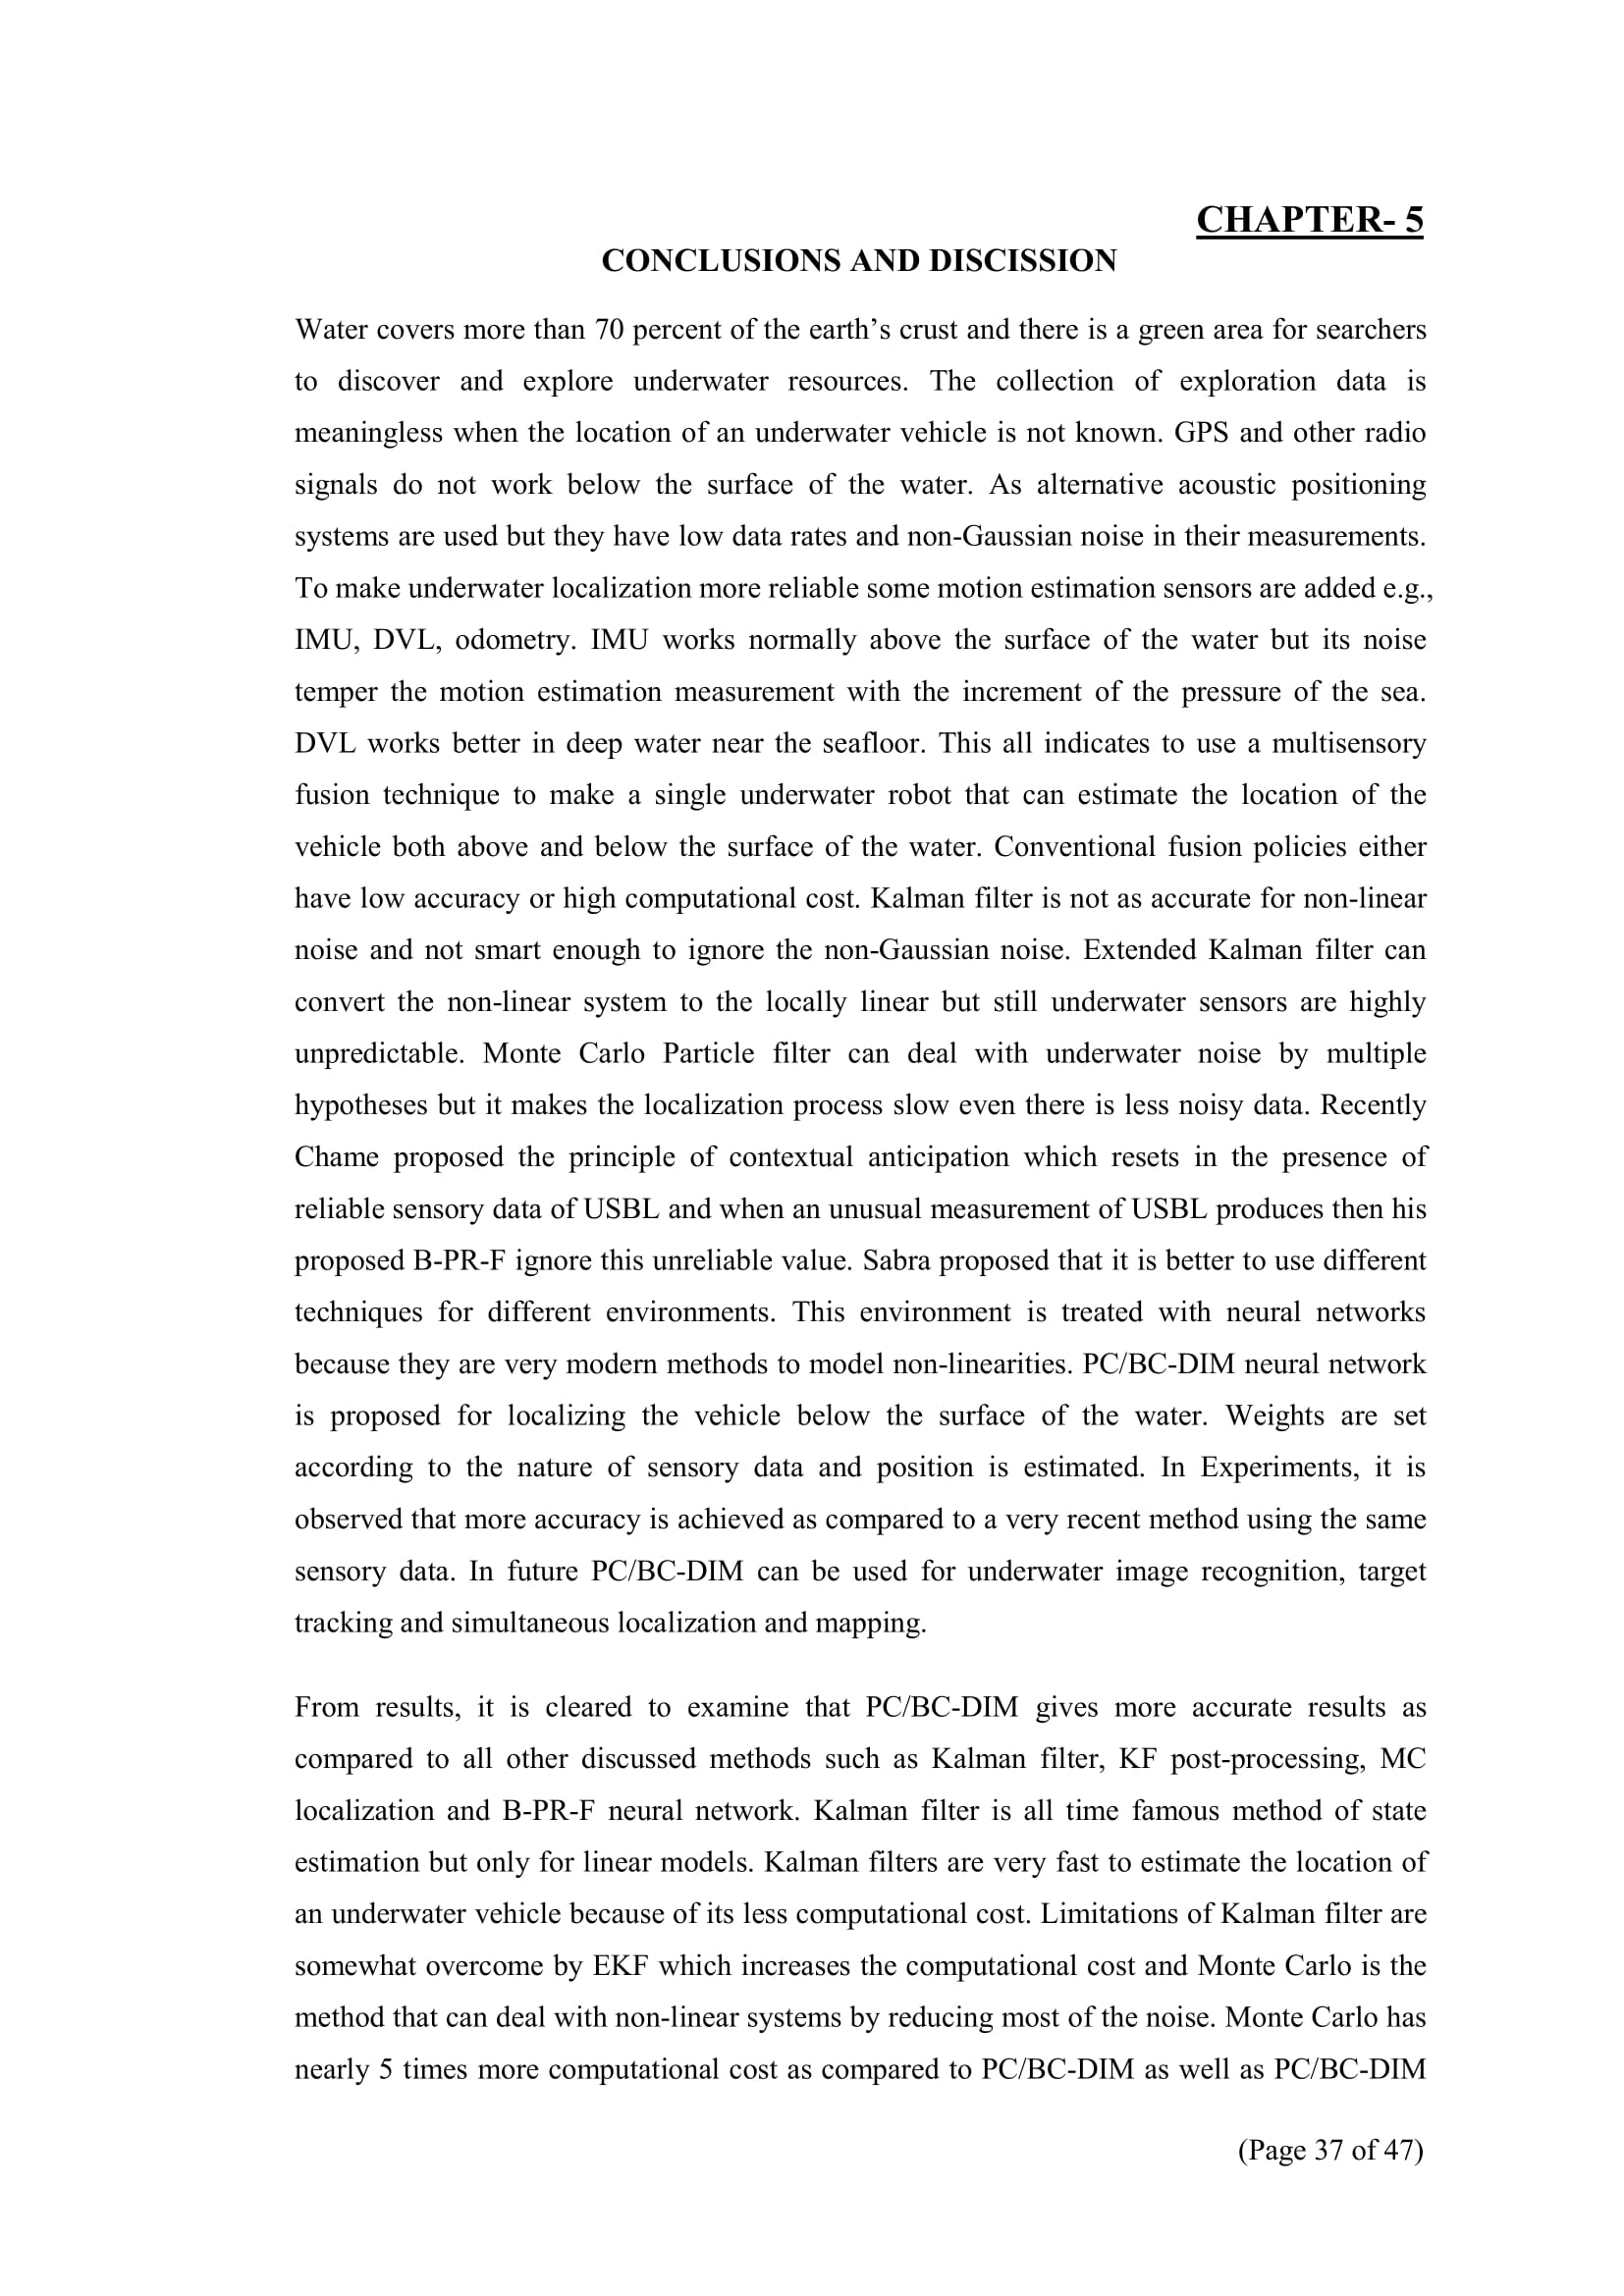 CHAPTER- 5
CONCLUSIONS AND DISCISSION
Water covers more than 70 percent of the earth’s crust and there is a green area for searchers
to discover and explore underwater resources. The collection of exploration data is
meaningless when the location of an underwater vehicle is not known. GPS and other radio
signals do not work below the surface of the water. As alternative acoustic positioning
systems are used but they have low data rates and non-Gaussian noise in their measurements.
To make underwater localization more reliable some motion estimation sensors are added e.g.,
IMU, DVL, odometry. IMU works normally above the surface of the water but its noise
temper the motion estimation measurement with the increment of the pressure of the sea.
DVL works better in deep water near the seafloor. This all indicates to use a multisensory
fusion technique to make a single underwater robot that can estimate the location of the
vehicle both above and below the surface of the water. Conventional fusion policies either
have low accuracy or high computational cost. Kalman filter is not as accurate for non-linear
noise and not smart enough to ignore the non-Gaussian noise. Extended Kalman filter can
convert the non-linear system to the locally linear but still underwater sensors are highly
unpredictable. Monte Carlo Particle filter can deal with underwater noise by multiple
hypotheses but it makes the localization process slow even there is less noisy data. Recently
Chame proposed the principle of contextual anticipation which resets in the presence of
reliable sensory data of USBL and when an unusual measurement of USBL produces then his
proposed B-PR-F ignore this unreliable value. Sabra proposed that it is better to use different
techniques for different environments. This environment is treated with neural networks
because they are very modern methods to model non-linearities. PC/BC-DIM neural network
is proposed for localizing the vehicle below the surface of the water. Weights are set
according to the nature of sensory data and position is estimated. In Experiments, it is
observed that more accuracy is achieved as compared to a very recent method using the same
sensory data. In future PC/BC-DIM can be used for underwater image recognition, target
tracking and simultaneous localization and mapping.
From results, it is cleared to examine that PC/BC-DIM gives more accurate results as
compared to all other discussed methods such as Kalman filter, KF post-processing, MC
localization and B-PR-F neural network. Kalman filter is all time famous method of state
estimation but only for linear models. Kalman filters are very fast to estimate the location of
an underwater vehicle because of its less computational cost. Limitations of Kalman filter are
somewhat overcome by EKF which increases the computational cost and Monte Carlo is the
method that can deal with non-linear systems by reducing most of the noise. Monte Carlo has
nearly 5 times more computational cost as compared to PC/BC-DIM as well as PC/BC-DIM
(Page 37 of 47)